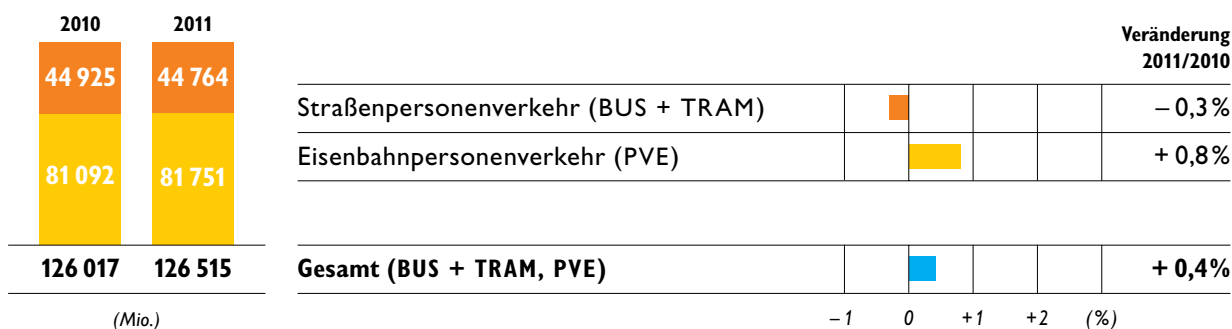 2010 2011
Veränderung
2011/2010
44 925 44 764
Straßenpersonenverkehr (BUS + TRAM) – 0,3 %
Eisenbahnpersonenverkehr (PVE) + 0,8 %
81 092 81 751
126 017 126 515 Gesamt (BUS + TRAM, PVE) + 0,4 %
(Mio.) – 1 0 +1 +2 (%)